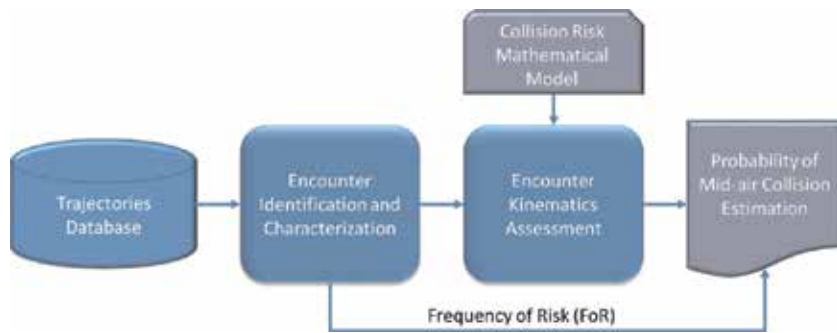 Collision Risk
Mathematical
Model
Trajectories
Database
Encounter
Identification and
Characterization
Encounter
Kinematics
Assessment
Probability of
Mid-air Collision
Estimation
Frequency of Risk (FoR)